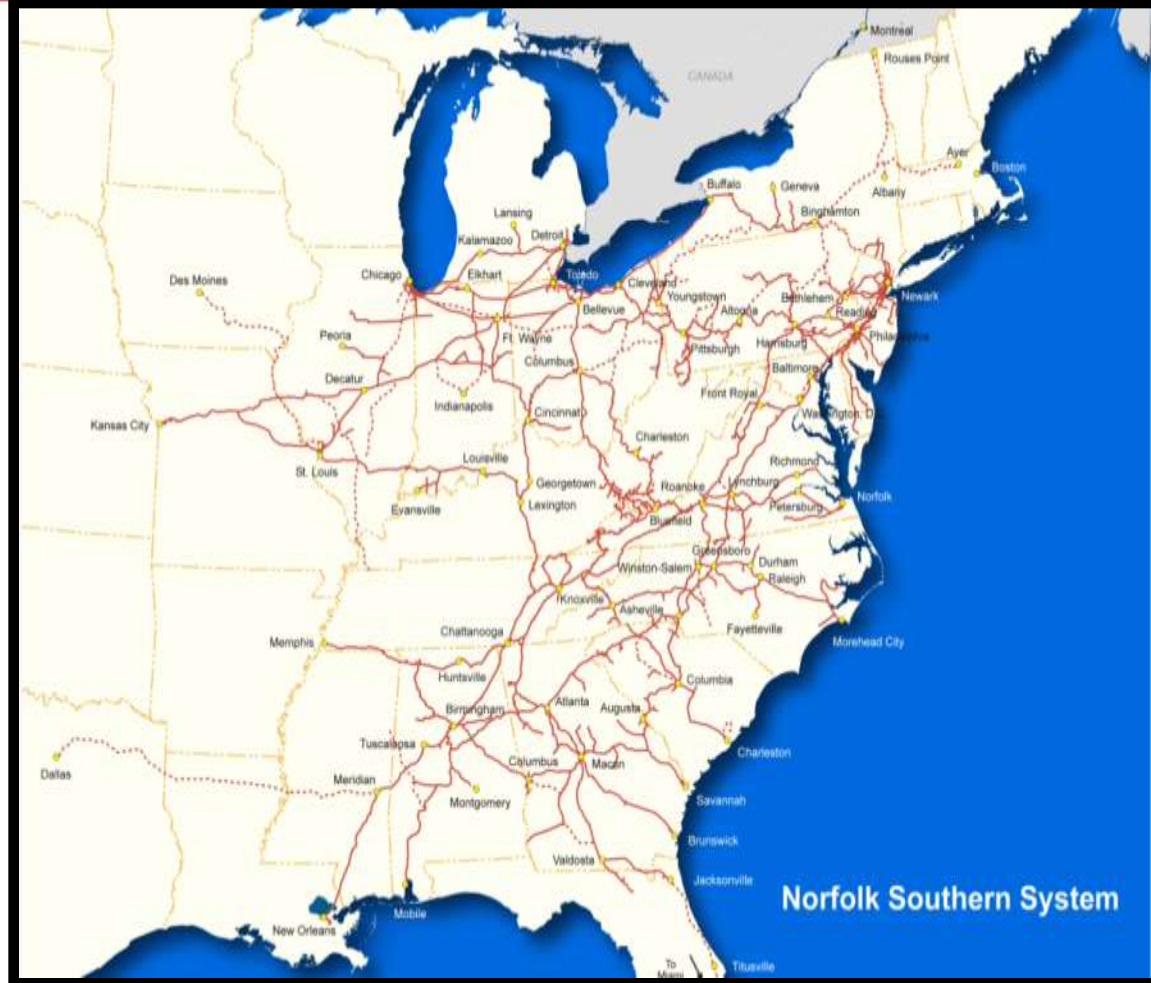 Montreal
Rouses Point
CANADA
Ayer
Boston
Buffalo
Geneva
Albany
Lansing
Binghamton
Kalamazoo
Detroit
Chicago
Elkhart
Toledo
Cleveland
Des Moines
Youngstown
Bethlehem
Newark
Bellevue
Altoona
Reading
Peoria
Ft. Wayne
Pittsburgh
Harrisburg
Philadelphia
Columbus
Baltimore
Decatur
Front Royal
Indianapolis
Washington, D
Cincinnati
Kansas City
Charleston
St. Louis
Louisville
Richmond
Georgetown
Roanoke
Lynchburg
Norfolk
Evansville
Lexington
Petersburg
Bluefield
Greensboro
Winston-Salem
Durham
Raleigh
Knoxville
Asheville
Fayetteville
Memphis
Chattanooga
Morehead City
Huntsville
Columbia
Birmingham
Atlanta
Augusta
Tuscaloosa
Charleston
Dallas
Columbus
Macon
Meridian
Montgomery
Savannah
Brunswick
Valdosta
Jacksonville
Norfolk Southern System
Mobile
New Orleans
To
Miami
Titusville